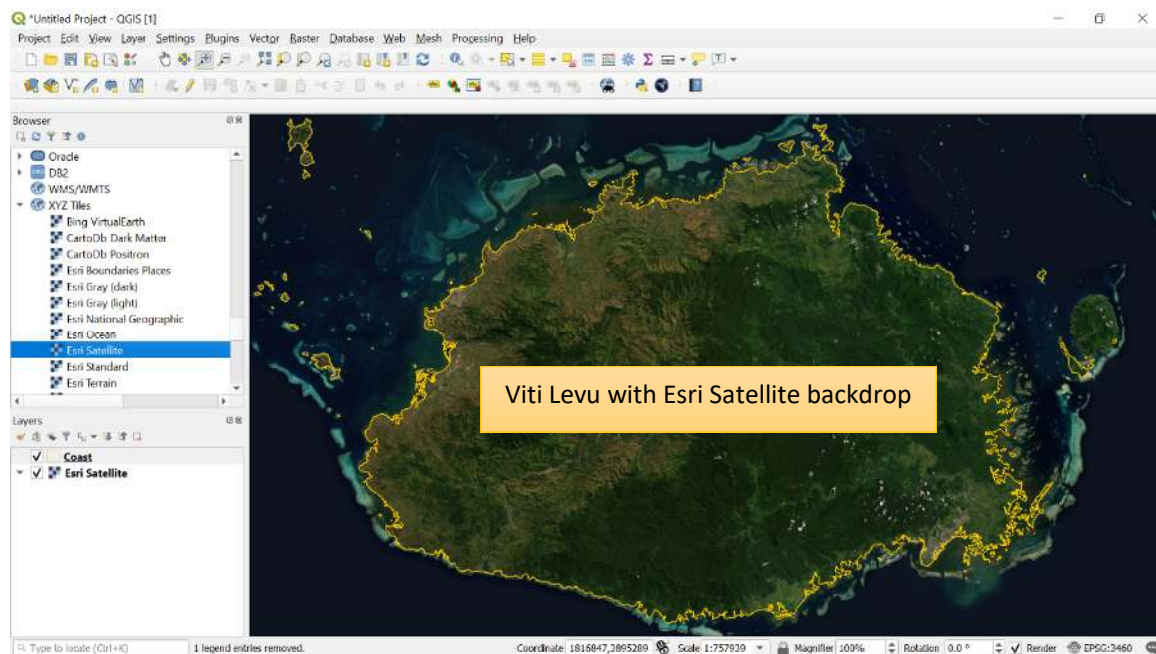 *Untitled Project - QGIS [1]
Project Edit View Layer Settings Plugins Vector Raster Database Web Mesh Processing Help
Browser
Oracle
DB2
WMS/WMTS
XYZ Tiles
Bing VirtualEarth
CartoDb Dark Matter
CartoDb Positron
Esri Boundaries Places
Esri Gray (dark)
Esri Gray (light)
Esri National Geographic
Esri Ocean
Esri Satellite
Esri Standard
Esri Terrain
Viti Levu with Esri Satellite backdrop
Layers
Coast
Esri Satellite
Type to locate (Ctrl+K) 1 legend entries removed. Coordinate 1816847,3895289 Scale 1:757939 Magnifier 100% Rotation 0.0 ° Render EPSG:3460